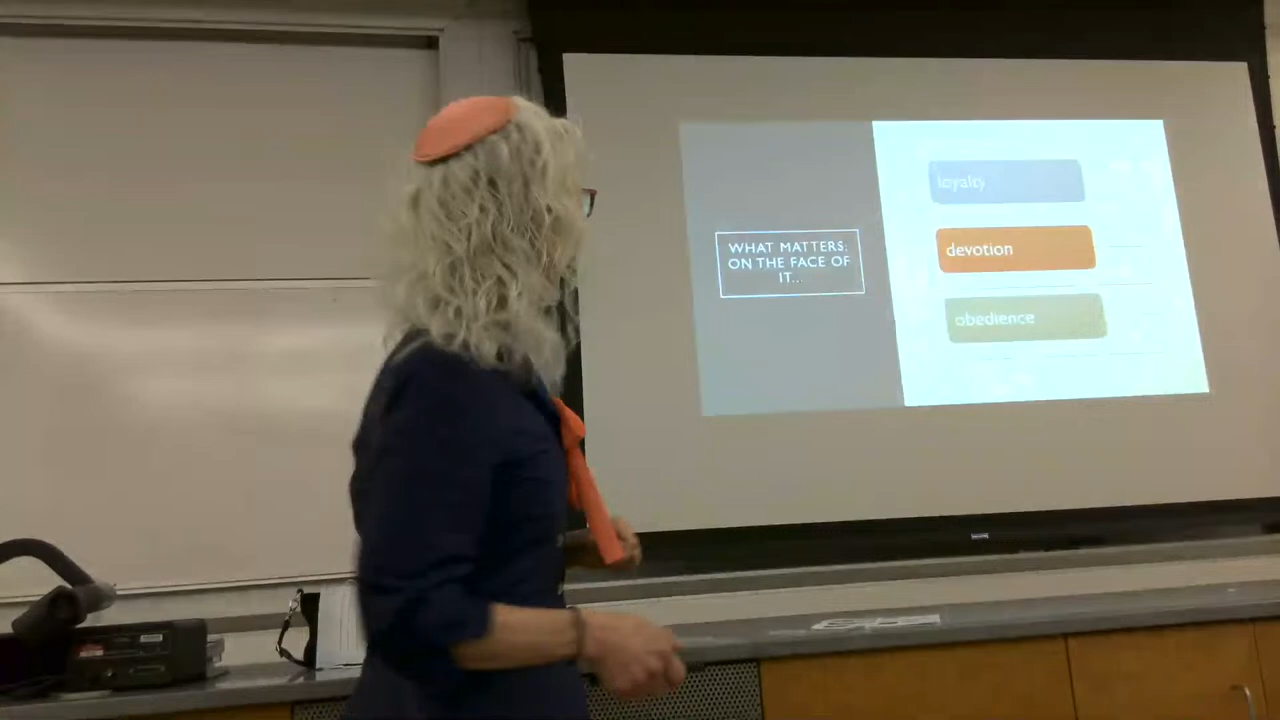 WHAT MATTERS:
ON THE FACE OF
IT...
loyalty
devotion
obedience